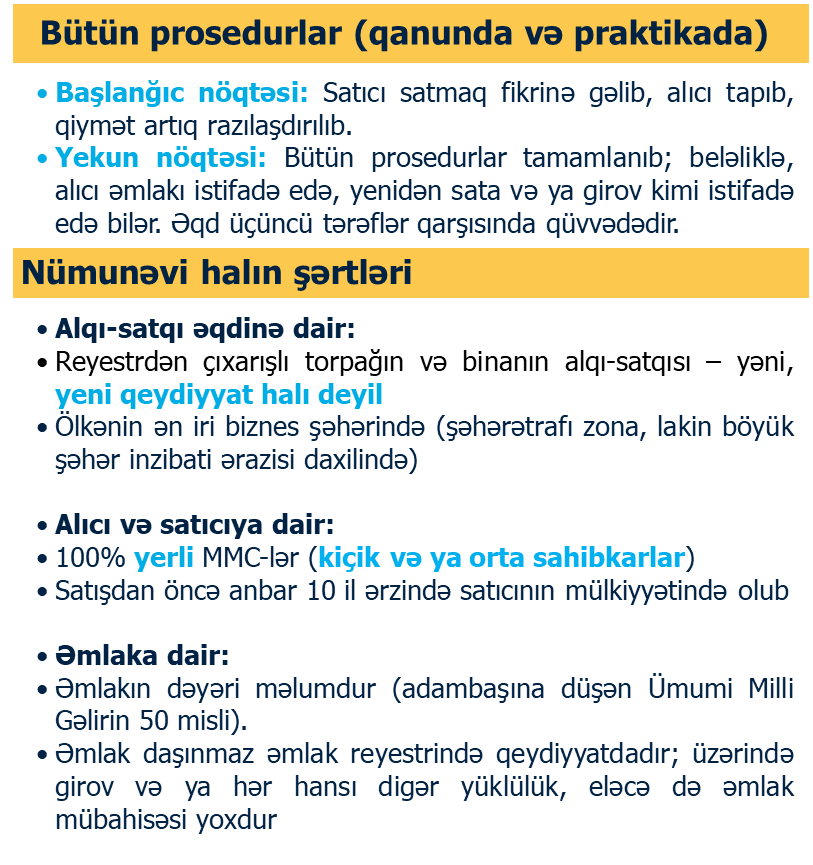 Bütün prosedurlar (qanunda və praktikada)
• Başlanğıc nöqtəsi: Satıcı satmaq fikrinə gəlib, alıcı tapıb,
qiymət artıq razılaşdırılıb.
• Yekun nöqtəsi: Bütün prosedurlar tamamlanıb; beləliklə,
alıcı əmlakı istifadə edə, yenidən sata və ya girov kimi istifadə
edə bilər. Əqd üçüncü tərəflər qarşısında qüvvədədir.
Nümunəvi halın şərtləri
• Alqı-satqı əqdinə dair:
• Reyestrdən çıxarışlı torpağın və binanın alqı-satqısı – yəni,
yeni qeydiyyat halı deyil
• Ölkənin ən iri biznes şəhərində (şəhərətrafı zona, lakin böyük
şəhər inzibati ərazisi daxilində)
• Alıcı və satıcıya dair:
• 100% yerli MMC-lər (kiçik və ya orta sahibkarlar)
• Satışdan öncə anbar 10 il ərzində satıcının mülkiyyətində olub
• Əmlaka dair:
• Əmlakın dəyəri məlumdur (adambaşına düşən Ümumi Milli
Gəlirin 50 misli).
• Əmlak daşınmaz əmlak reyestrində qeydiyyatdadır; üzərində
girov və ya hər hansı digər yüklülük, eləcə də əmlak
mübahisəsi yoxdur